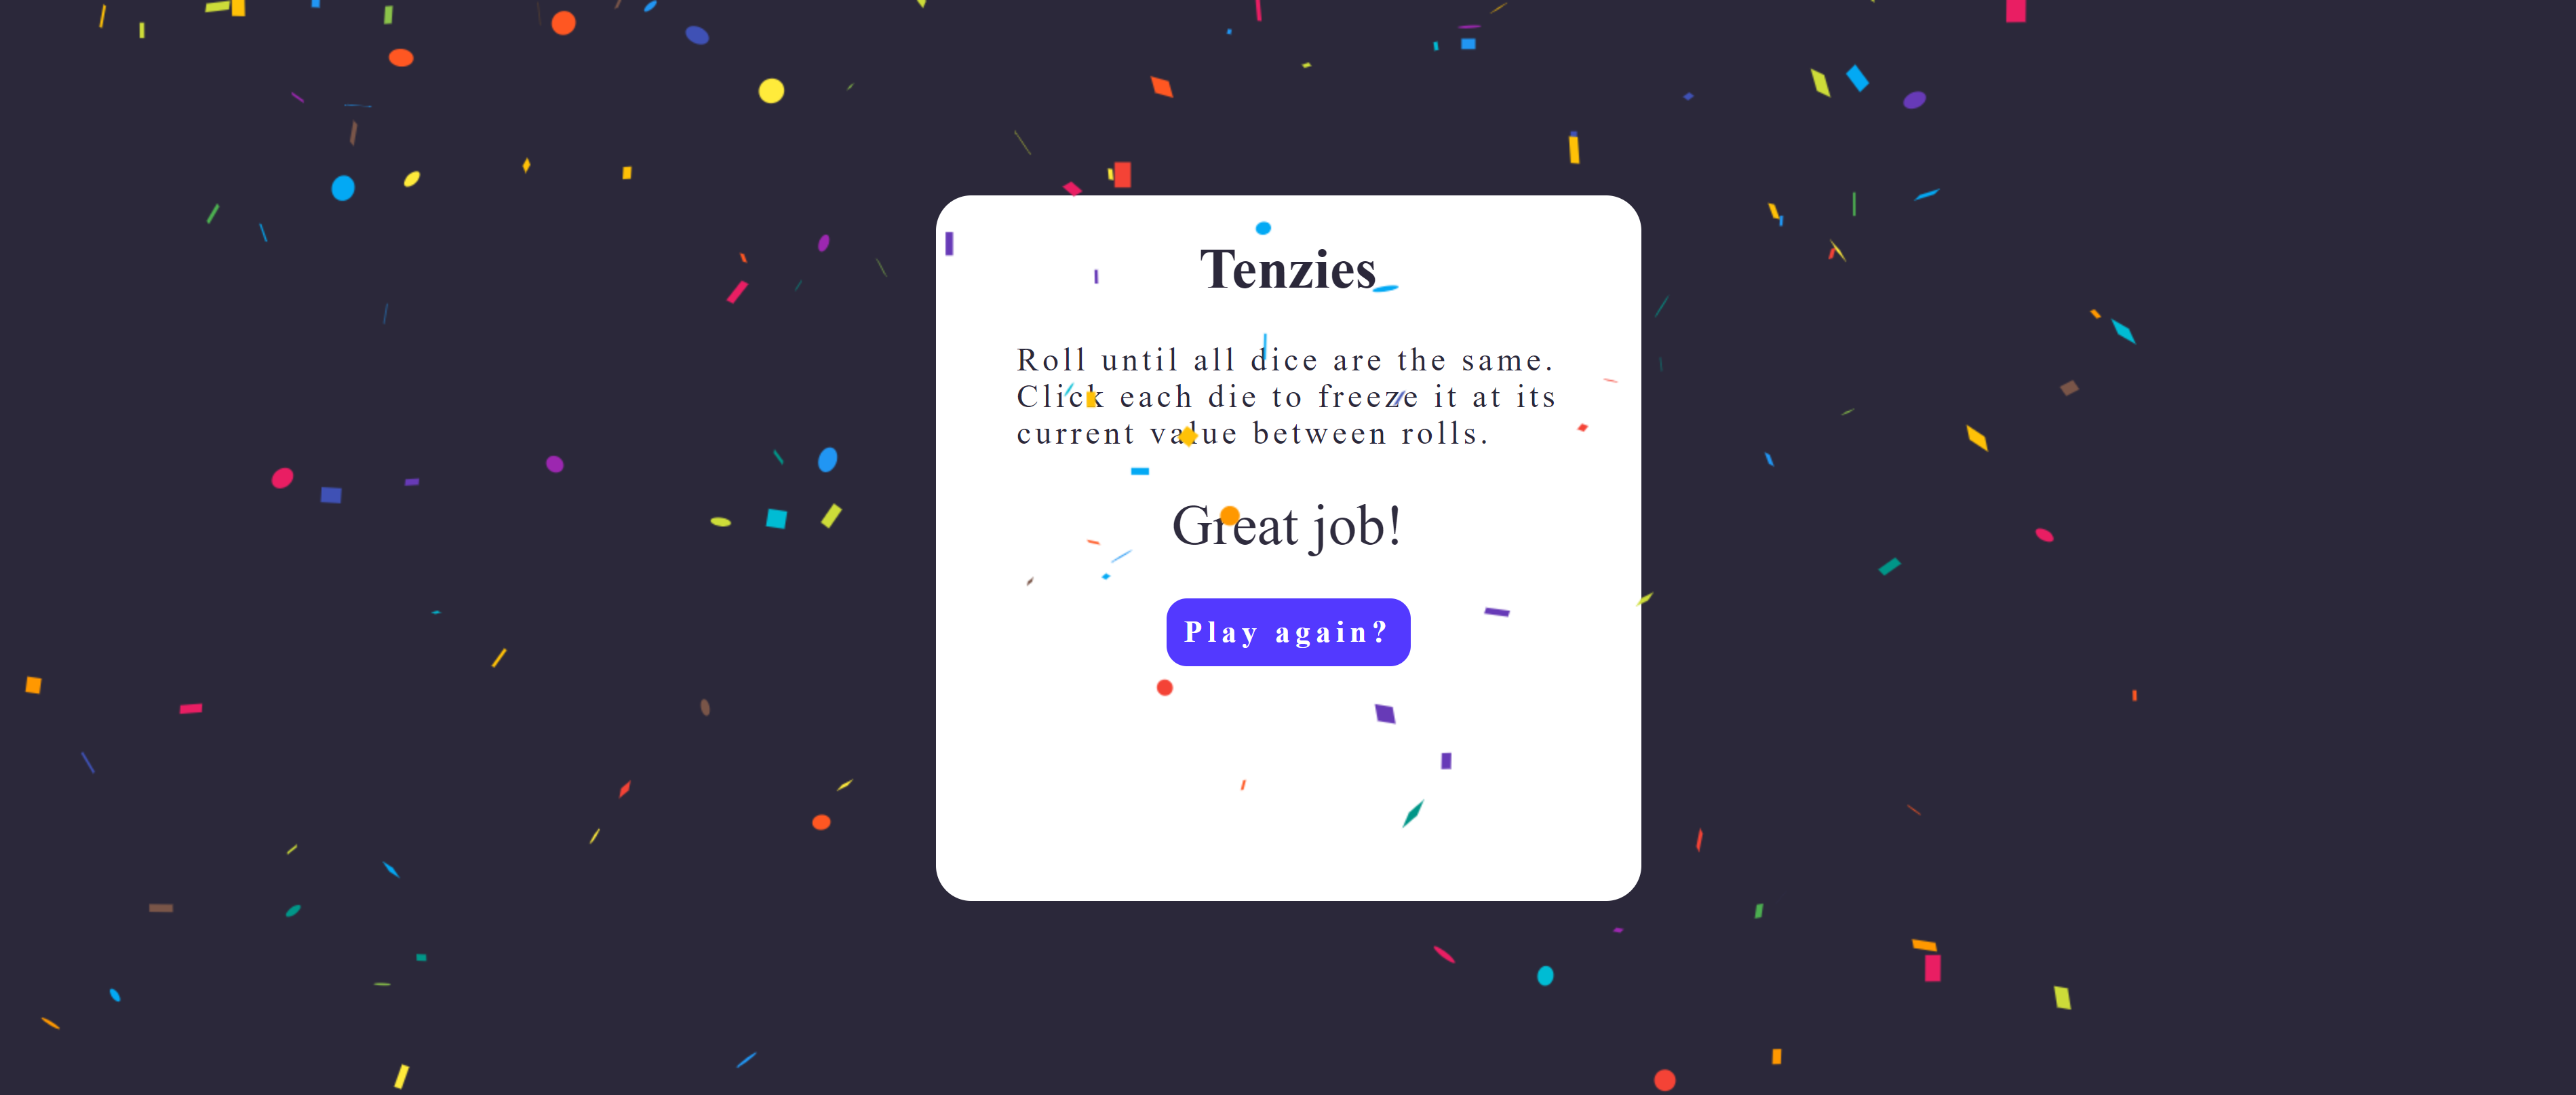 Tenzies
Roll until all dice are the same.
Click each die to freeze it at its
current value between rolls.
Great job!
Play again?